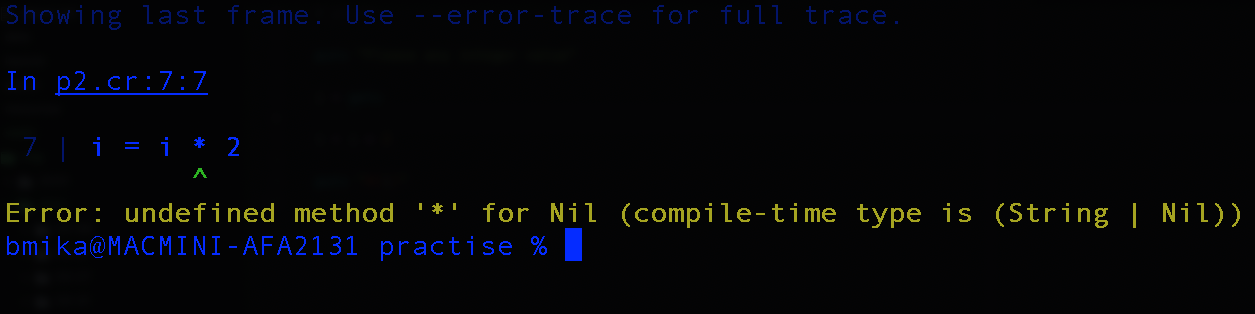 Showing last frame. Use --error-trace for full trace.
In p2.cr:7:7
7 | i = i * 2
^
Error: undefined method '*' for Nil (compile-time type is (String | Nil))
bmika@MACMINI-AFA2131 practise %